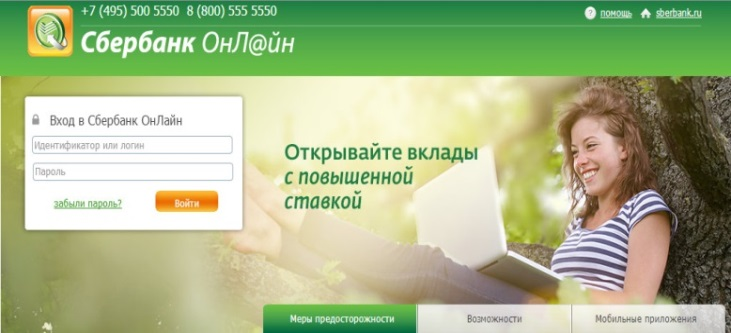 +7 (495) 500 5550 8 (800) 555 5550
помощь sberbank.ru
Сбербанк ОнЛ@йн
Вход в Сбербанк ОнЛайн
Идентификатор или логин
Пароль
забыли пароль?
Войти
Открывайте вклады
с повышенной
ставкой
Меры предосторожности
Возможности
Мобильные приложения